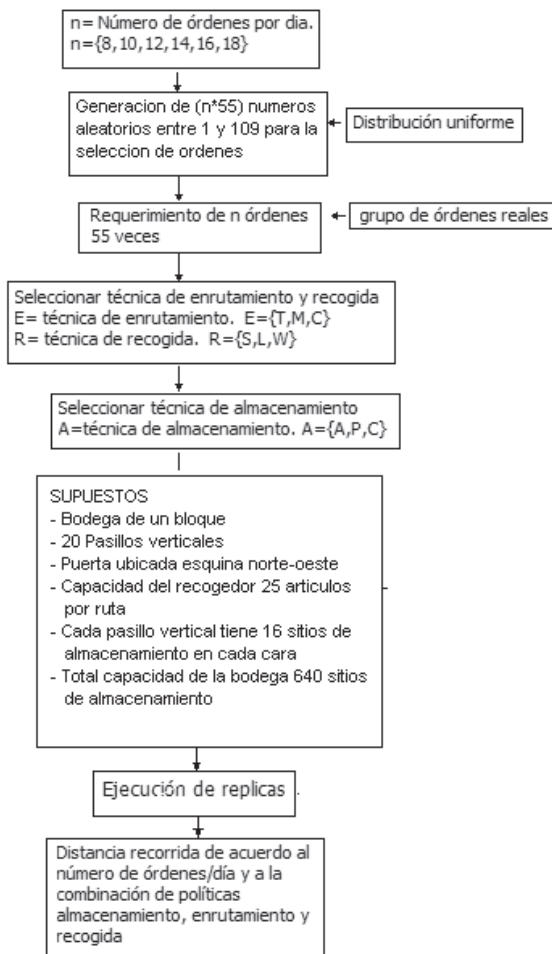 n= Número de órdenes por dia.
n={8,10,12,14,16,18}
Generacion de (n*55) numeros
aleatorios entre 1 y 109 para la
seleccion de ordenes
Distribución uniforme
Requerimiento de n órdenes
55 veces
grupo de órdenes reales
Seleccionar técnica de enrutamiento y recogida
E= técnica de enrutamiento. E={T,M,C}
R= técnica de recogida. R={S,L,W}
Seleccionar técnica de almacenamiento
A=técnica de almacenamiento. A={A,P,C}
SUPUESTOS
- Bodega de un bloque
- 20 Pasillos verticales
- Puerta ubicada esquina norte-oeste
- Capacidad del recogedor 25 articulos
por ruta
- Cada pasillo vertical tiene 16 sitios de
almacenamiento en cada cara
- Total capacidad de la bodega 640 sitios
de almacenamiento
Ejecución de replicas
Distancia recorrida de acuerdo al
número de órdenes/día y a la
combinación de políticas
almacenamiento, enrutamiento y
recogida